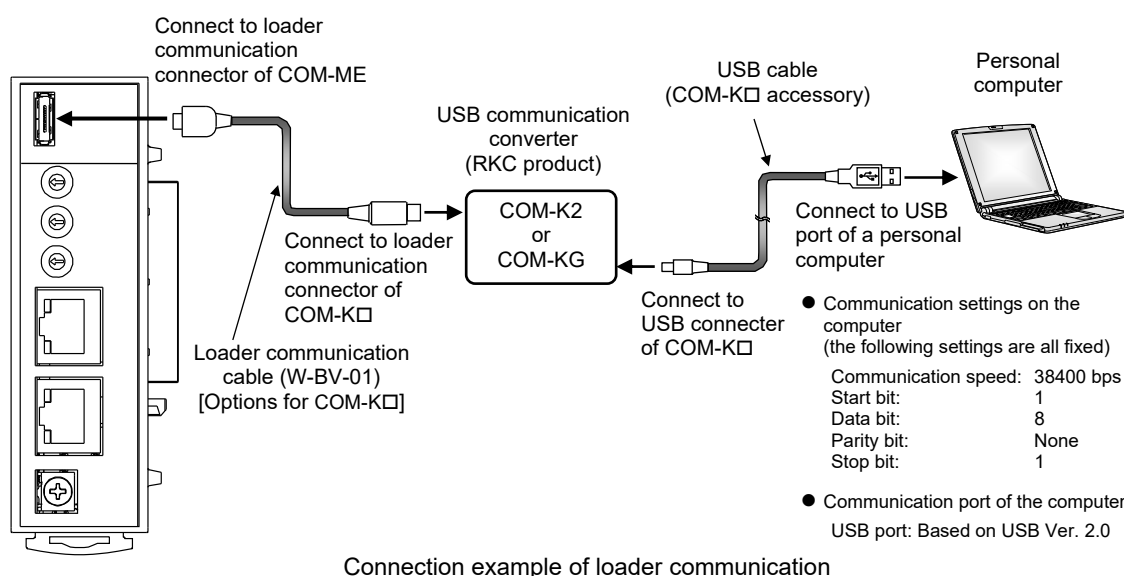 Connect to loader
communication
connector of COM-ME
USB communication
converter
(RKC product)
USB cable
(COM-K□ accessory)
Personal
computer
COM-K2
or
COM-KG
Connect to loader
communication
connector of
COM-K□
Connect to USB
port of a personal
computer
Connect to
USB connecter
of COM-K□
Loader communication
cable (W-BV-01)
[Options for COM-K□]
● Communication settings on the
computer
(the following settings are all fixed)
Communication speed: 38400 bps
Start bit: 1
Data bit: 8
Parity bit: None
Stop bit: 1
● Communication port of the computer
USB port: Based on USB Ver. 2.0
Connection example of loader communication